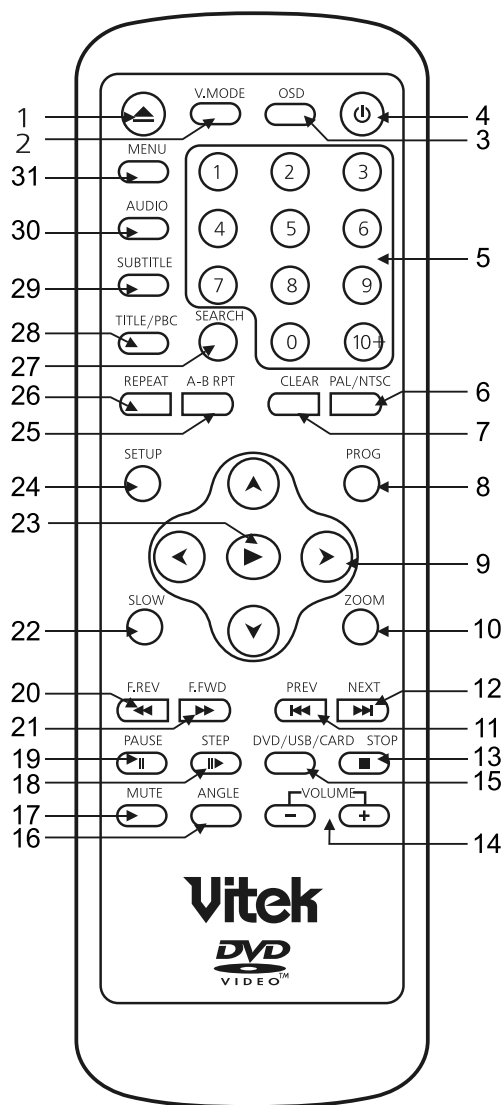 1 V.MODE OSD 4
2 3
MENU
31 1 2 3
AUDIO
30 4 5 6
5
SUBTITLE
29 7 8 9
TITLE/PBC SEARCH
28 0 10+
27
REPEAT A-B RPT CLEAR PAL/NTSC
26 6
25 7
SETUP PROG
24 8
23
9
SLOW ZOOM
22 10
F.REV F.FWD PREV NEXT
20 12
21 11
PAUSE STEP DVD/USB/CARD STOP
19 13
18 15
MUTE ANGLE VOLUME
17 − +
16 14
Vitek
DVD
VIDEO™